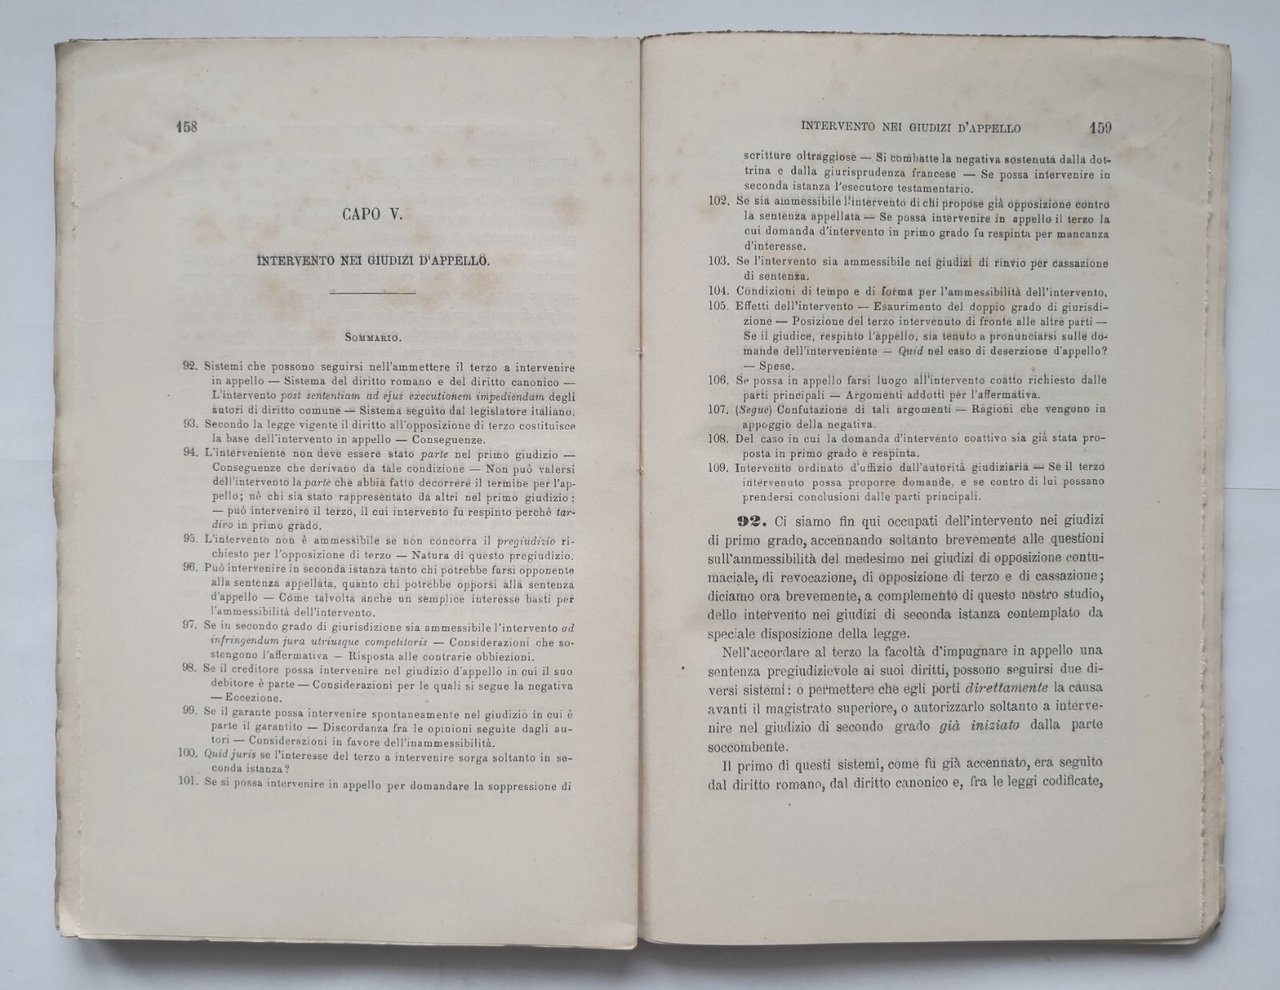 158
CAPO V.
INTERVENTO NEI GIUDIZI D'APPELLO.
SOMMARIO.
92. Sistemi che possono seguirsi nell'ammettere il terzo a intervenire
in appello — Sistema del diritto romano e del diritto canonico —
L'intervento post sententiam ad ejus executionem impediendam degli
autori di diritto comune — Sistema seguito dal legislatore italiano.
93. Secondo la legge vigente il diritto all'opposizione di terzo costituisce
la base dell'intervento in appello — Conseguenze.
94. L'interveniente non deve essere stato parte nel primo giudizio —
Conseguenze che derivano da tale condizione — Non può valersi
dell'intervento la parte che abbia fatto decorrere il termine per l'ap-
pello; nè chi sia stato rappresentato da altri nel primo giudizio;
— può intervenire il terzo, il cui intervento fu respinto perchè tar-
divo in primo grado.
95. L'intervento non è ammessibile se non concorra il pregiudizio ri-
chiesto per l'opposizione di terzo — Natura di questo pregiudizio.
96. Può intervenire in seconda istanza tanto chi potrebbe farsi opponente
alla sentenza appellata, quanto chi potrebbe opporsi alla sentenza
d'appello — Come talvolta anche un semplice interesse basti per
l'ammessibilità dell'intervento.
97. Se in secondo grado di giurisdizione sia ammessibile l'intervento ad
infringendum jura utriusque competitoris — Considerazioni che so-
stengono l'affermativa — Risposta alle contrarie obbiezioni.
98. Se il creditore possa intervenire nel giudizio d'appello in cui il suo
debitore è parte — Considerazioni per le quali si segue la negativa
— Eccezione.
99. Se il garante possa intervenire spontaneamente nel giudizio in cui è
parte il garantito — Discordanza fra le opinioni seguite dagli au-
tori — Considerazioni in favore dell'inammessibilità.
100. Quid juris se l'interesse del terzo a intervenire sorga soltanto in se-
conda istanza?
101. Se si possa intervenire in appello per domandare la soppressione di
INTERVENTO NEI GIUDIZI D'APPELLO 159
scritture oltraggiose — Si combatte la negativa sostenuta dalla dot-
trina e dalla giurisprudenza francese — Se possa intervenire in
seconda istanza l'esecutore testamentario.
102. Se sia ammessibile l'intervento di chi propose già opposizione contro
la sentenza appellata — Se possa intervenire in appello il terzo la
cui domanda d'intervento in primo grado fu respinta per mancanza
d'interesse.
103. Se l'intervento sia ammessibile nei giudizi di rinvio per cassazione
di sentenza.
104. Condizioni di tempo e di forma per l'ammessibilità dell'intervento.
105. Effetti dell'intervento — Esaurimento del doppio grado di giurisdi-
zione — Posizione del terzo intervenuto di fronte alle altre parti —
Se il giudice, respinto l'appello, sia tenuto a pronunciarsi sulle do-
mande dell'interveniente — Quid nel caso di deserzione d'appello?
— Spese.
106. Se possa in appello farsi luogo all'intervento coatto richiesto dalle
parti principali — Argomenti addotti per l'affermativa.
107. (Segue) Confutazione di tali argomenti — Ragioni che vengono in
appoggio della negativa.
108. Del caso in cui la domanda d'intervento coattivo sia già stata pro-
posta in primo grado e respinta.
109. Intervento ordinato d'uffizio dall'autorità giudiziaria — Se il terzo
intervenuto possa proporre domande, e se contro di lui possano
prendersi conclusioni dalle parti principali.
92. Ci siamo fin qui occupati dell'intervento nei giudizi
di primo grado, accennando soltanto brevemente alle questioni
sull'ammessibilità del medesimo nei giudizi di opposizione contu-
maciale, di revocazione, di opposizione di terzo e di cassazione;
diciamo ora brevemente, a complemento di questo nostro studio,
dello intervento nei giudizi di seconda istanza contemplato da
speciale disposizione della legge.
Nell'accordare al terzo la facoltà d'impugnare in appello una
sentenza pregiudizievole ai suoi diritti, possono seguirsi due di-
versi sistemi: o permettere che egli porti direttamente la causa
avanti il magistrato superiore, o autorizzarlo soltanto a interve-
nire nel giudizio di secondo grado già iniziato dalla parte
soccombente.
Il primo di questi sistemi, come fu già accennato, era seguito
dal diritto romano, dal diritto canonico e, fra le leggi codificate,